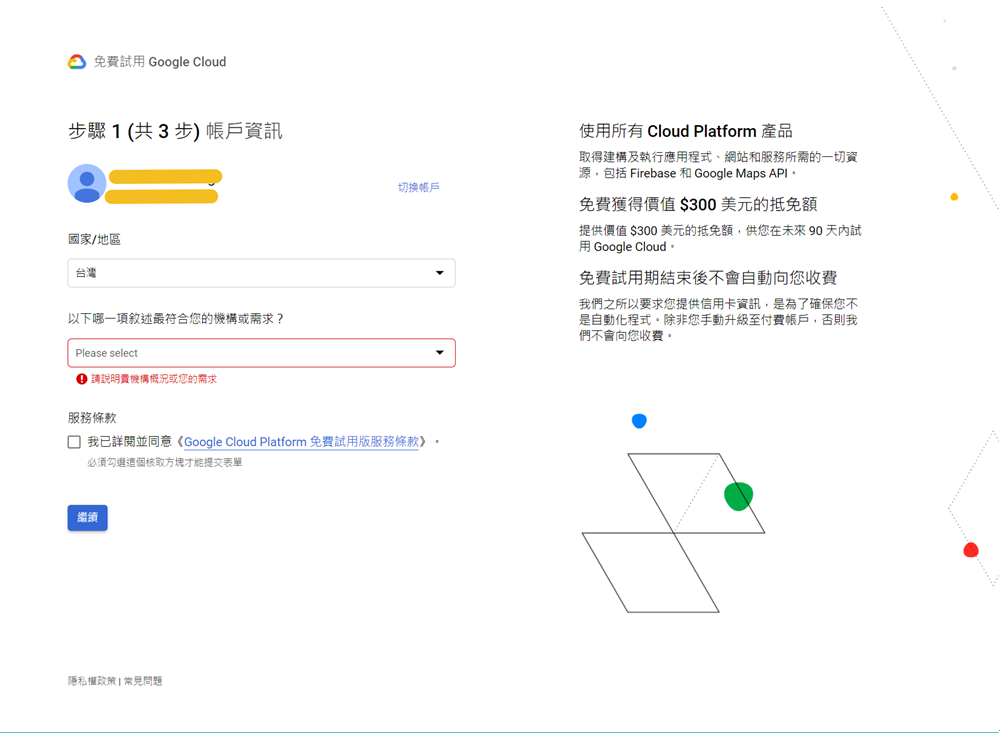 免費試用 Google Cloud
步驟 1 (共 3 步) 帳戶資訊
切換帳戶
國家/地區
台灣
以下哪一項敘述最符合您的機構或需求？
Please select
請說明貴機構概況或您的需求
服務條款
我已詳閱並同意《Google Cloud Platform 免費試用版服務條款》。
必須勾選這個核取方塊才能提交表單
繼續
隱私權政策 | 常見問題
使用所有 Cloud Platform 產品
取得建構及執行應用程式、網站和服務所需的一切資
源，包括 Firebase 和 Google Maps API。
免費獲得價值 $300 美元的抵免額
提供價值 $300 美元的抵免額，供您在未來 90 天內試
用 Google Cloud。
免費試用期結束後不會自動向您收費
我們之所以要求您提供信用卡資訊，是為了確保您不
是自動化程式。除非您手動升級至付費帳戶，否則我
們不會向您收費。